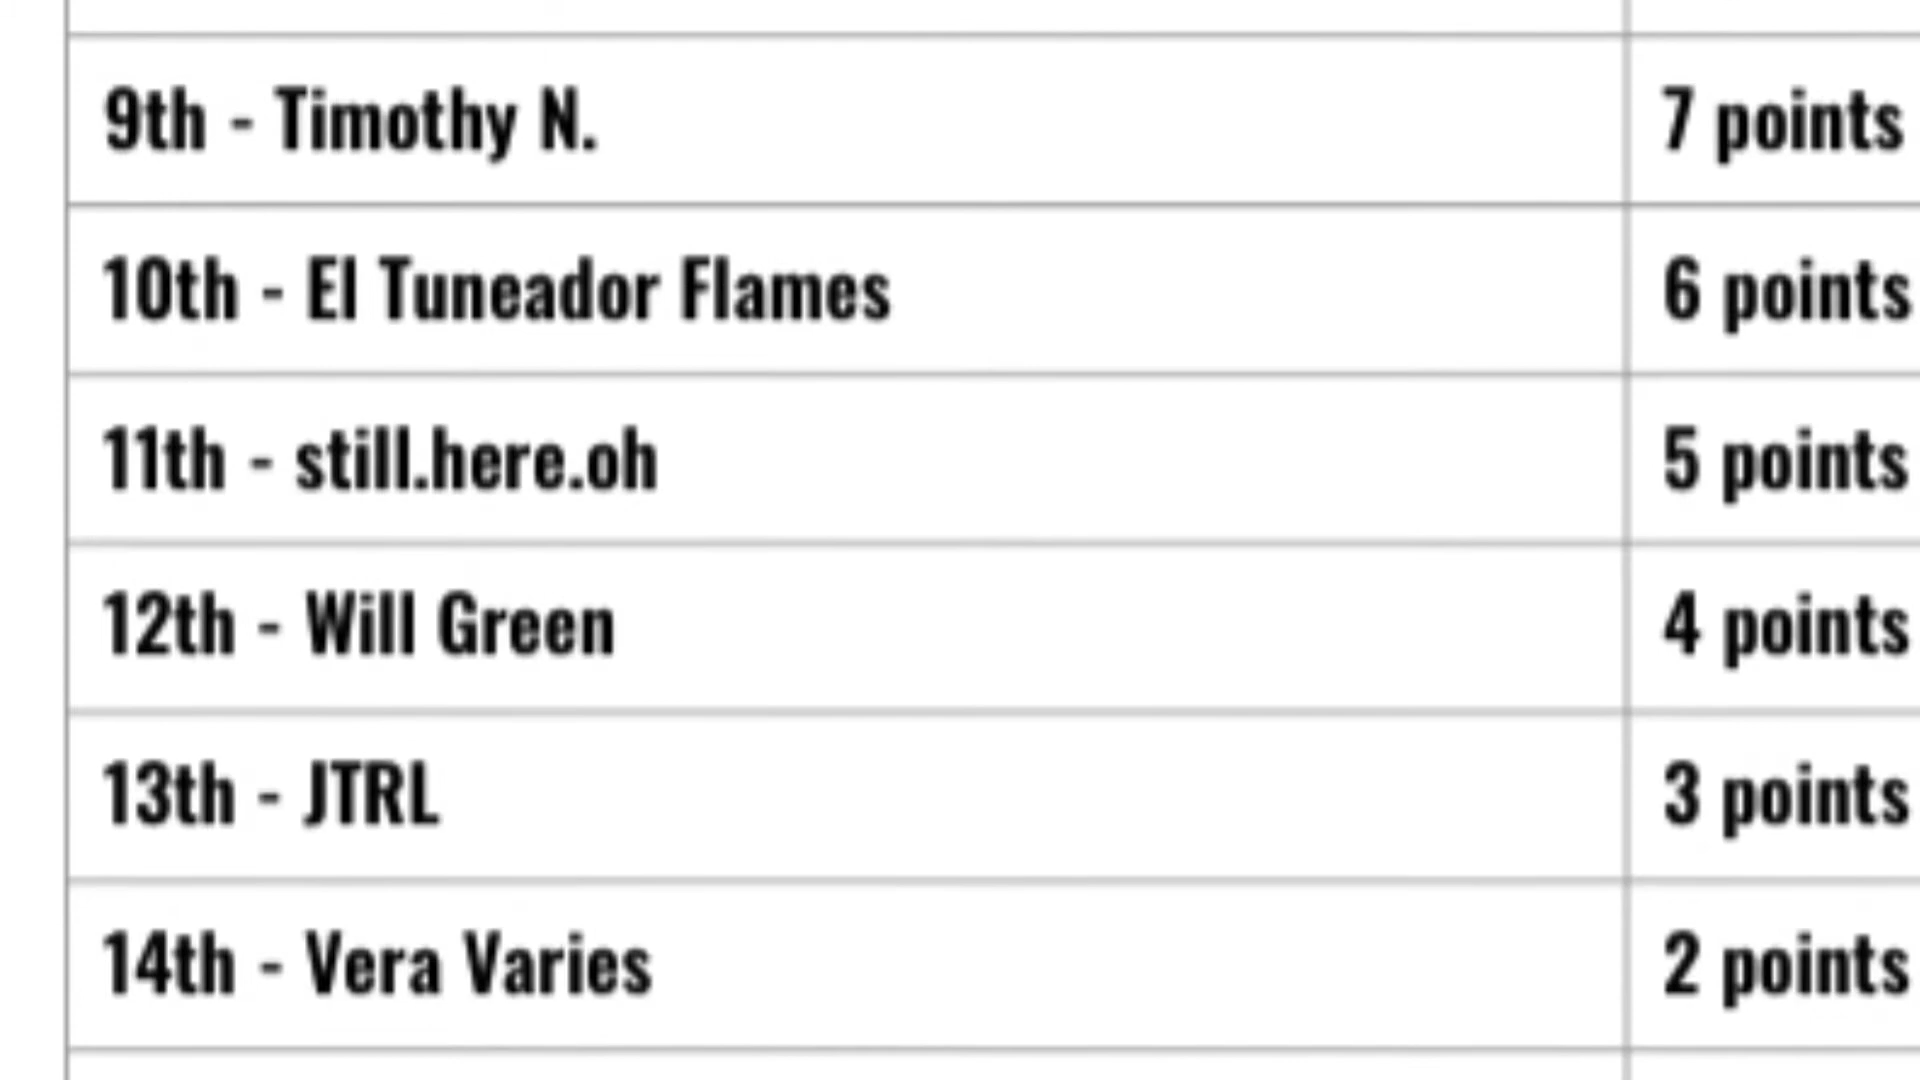 9th - Timothy N. 7 points
10th - El Tuneador Flames 6 points
11th - still.here.oh 5 points
12th - Will Green 4 points
13th - JTRL 3 points
14th - Vera Varies 2 points